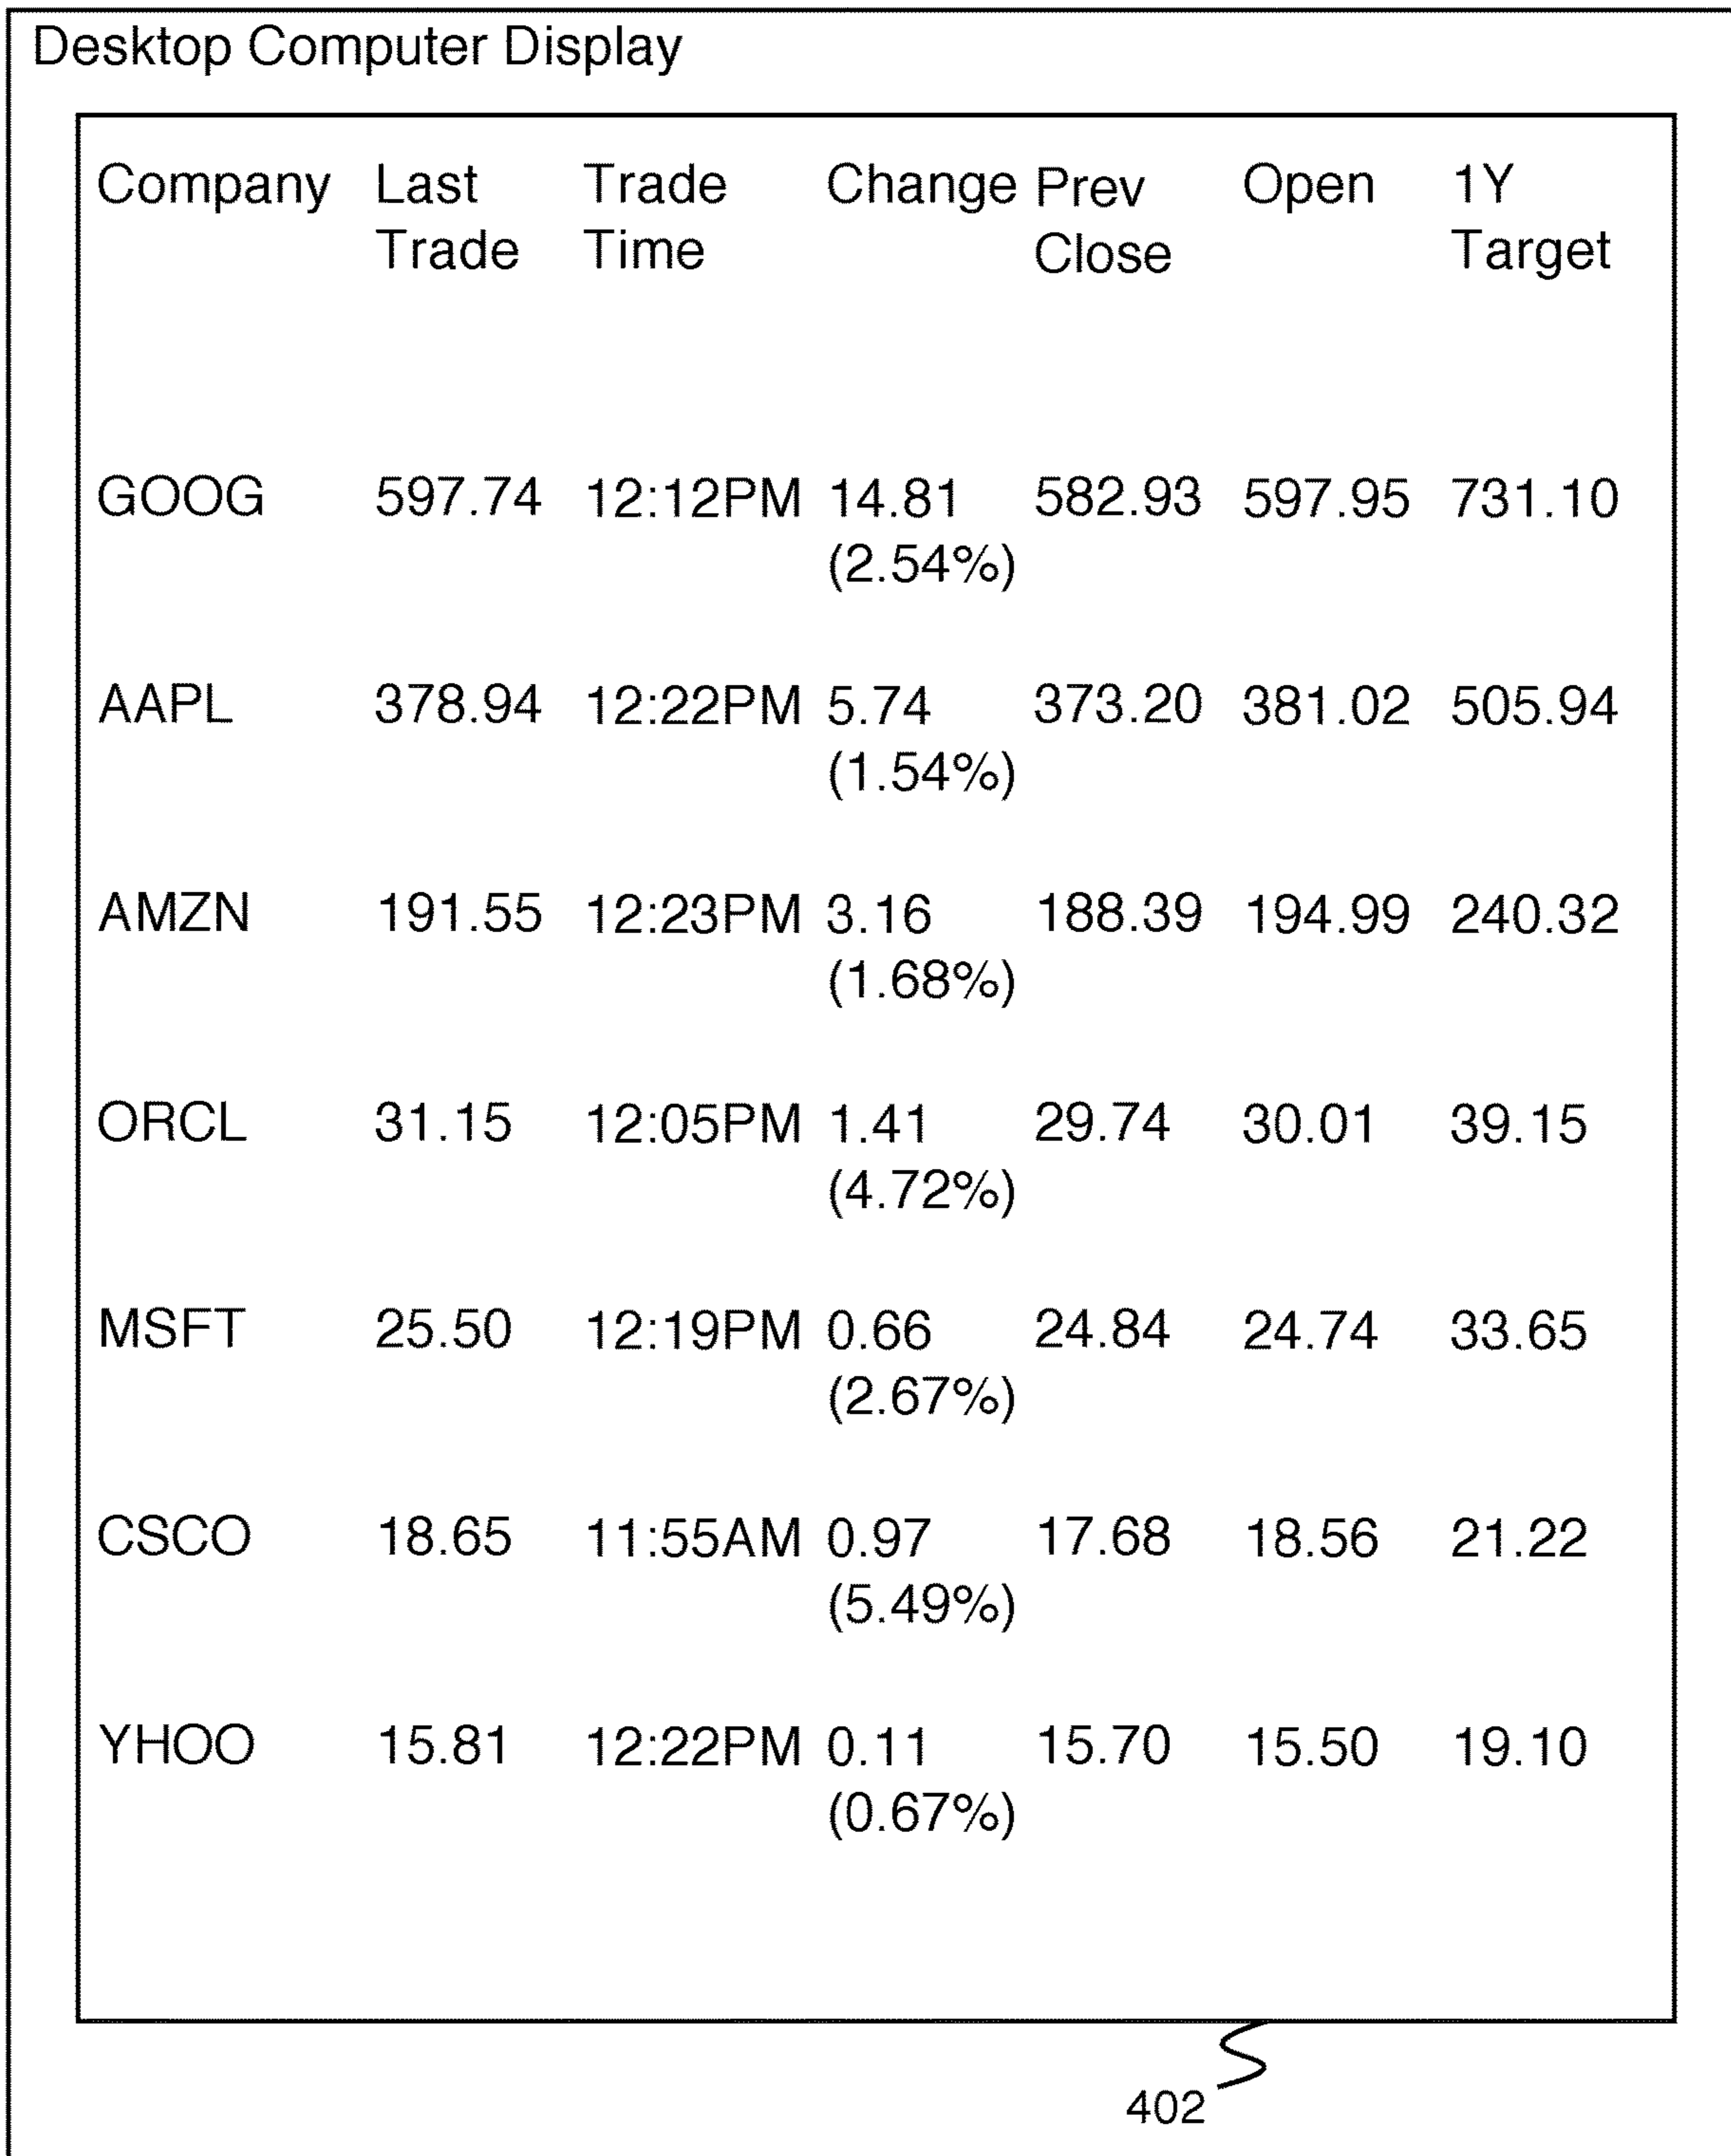 Desktop Computer Display
Company Last Trade Change Prev Open 1Y
Trade Time Close Target
GOOG 597.74 12:12PM 14.81 582.93 597.95 731.10
(2.54%)
AAPL 378.94 12:22PM 5.74 373.20 381.02 505.94
(1.54%)
AMZN 191.55 12:23PM 3.16 188.39 194.99 240.32
(1.68%)
ORCL 31.15 12:05PM 1.41 29.74 30.01 39.15
(4.72%)
MSFT 25.50 12:19PM 0.66 24.84 24.74 33.65
(2.67%)
CSCO 18.65 11:55AM 0.97 17.68 18.56 21.22
(5.49%)
YHOO 15.81 12:22PM 0.11 15.70 15.50 19.10
(0.67%)
402